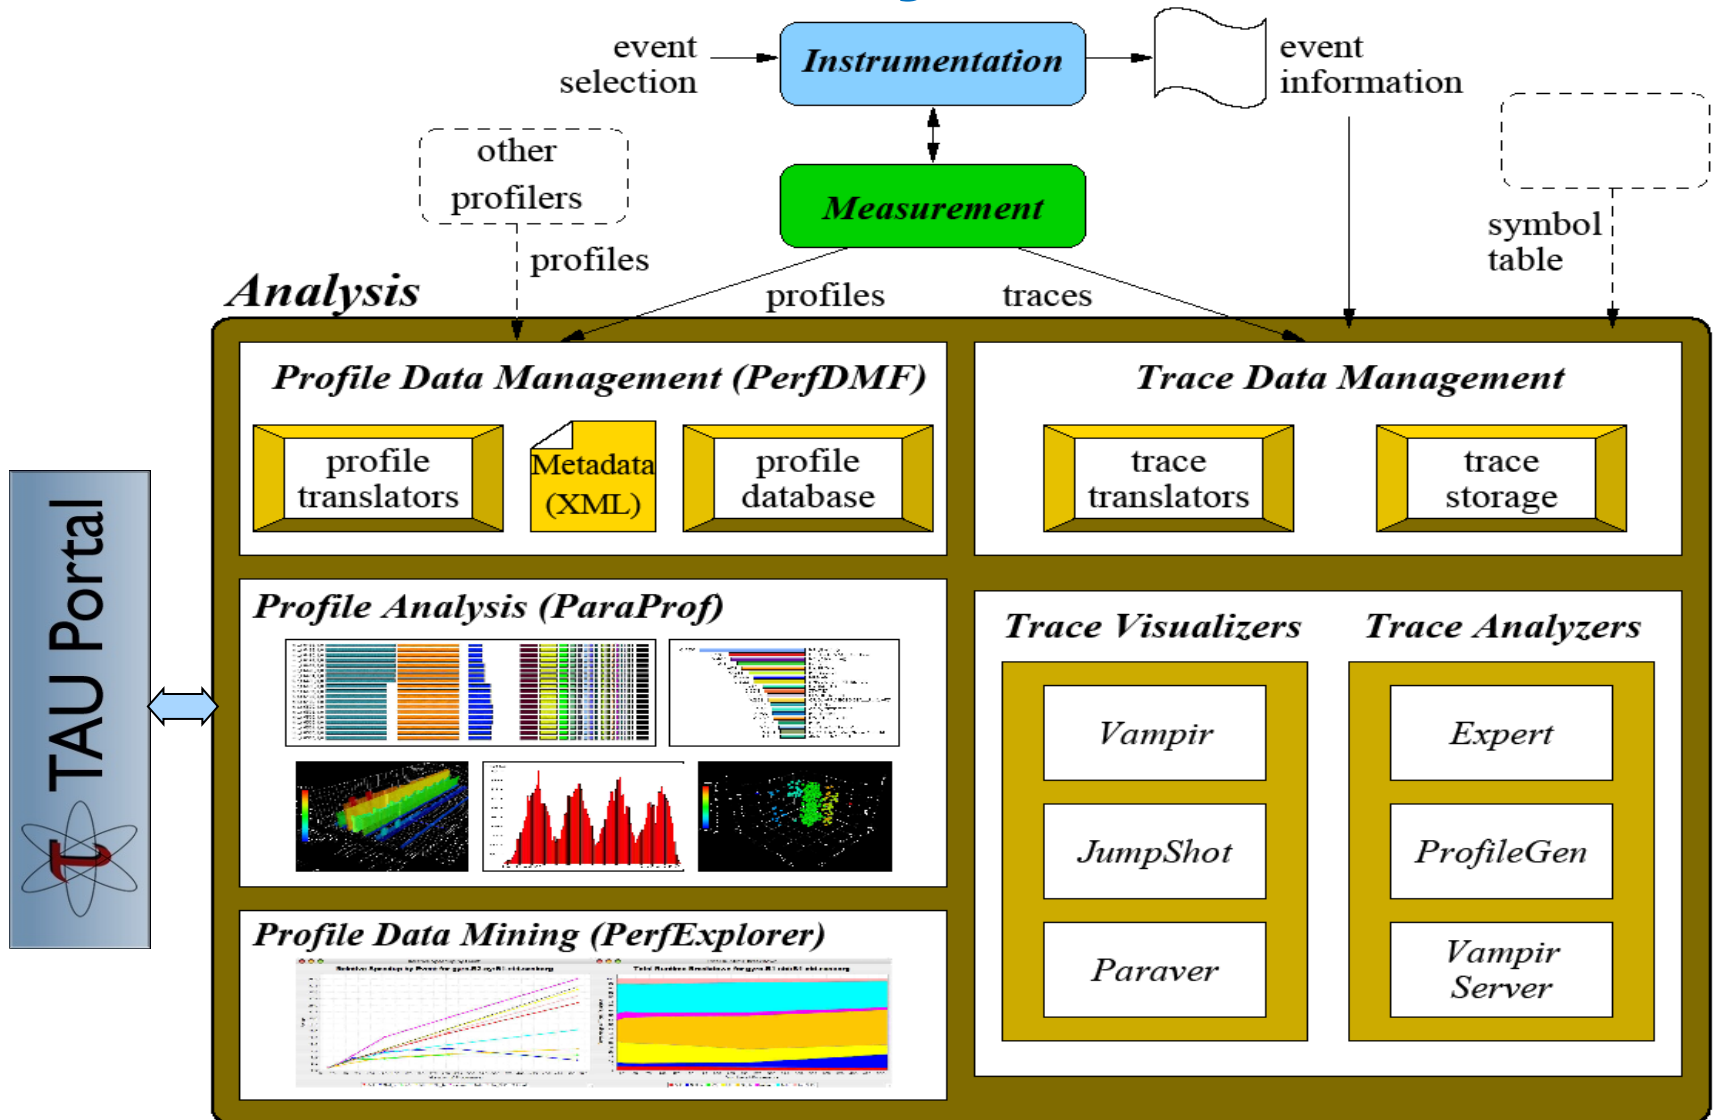 event
selection
Instrumentation
event
information
other
profilers
Measurement
symbol
table
profiles
profiles
traces
Analysis
Profile Data Management (PerfDMF)
profile
translators
Metadata
(XML)
profile
database
Trace Data Management
trace
translators
trace
storage
TAU Portal
Profile Analysis (ParaProf)
Trace Visualizers
Vampir
JumpShot
Paraver
Trace Analyzers
Expert
ProfileGen
Vampir
Server
Profile Data Mining (PerfExplorer)